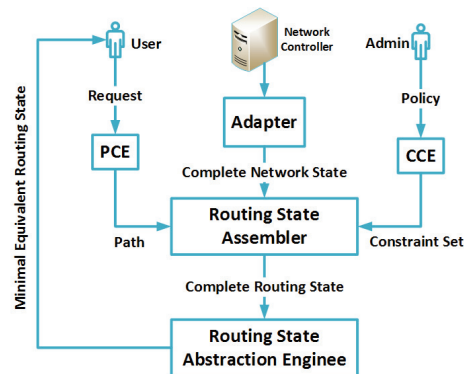 User
Network
Controller
Admin
Request
Policy
Adapter
PCE
CCE
Complete Network State
Minimal Equivalent Routing State
Routing State
Assembler
Path
Constraint Set
Complete Routing State
Routing State
Abstraction Enginee